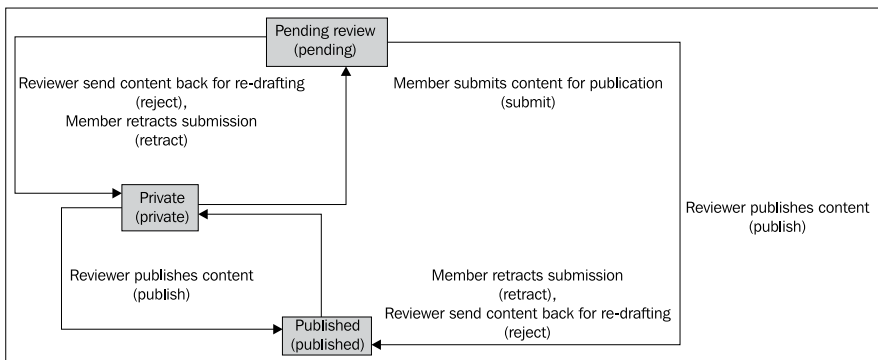 Pending review
(pending)
Reviewer send content back for re-drafting
(reject),
Member retracts submission
(retract)
Member submits content for publication
(submit)
Private
(private)
Reviewer publishes content
(publish)
Reviewer publishes content
(publish)
Member retracts submission
(retract),
Reviewer send content back for re-drafting
(reject)
Published
(published)